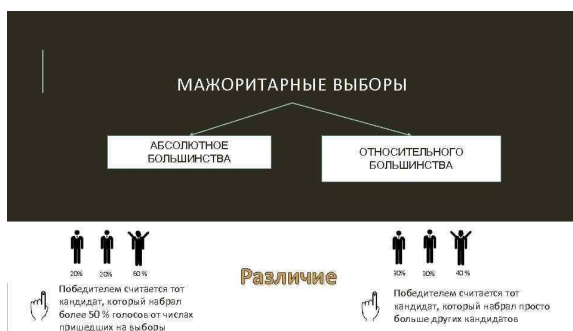 МАЖОРИТАРНЫЕ ВЫБОРЫ
АБСОЛЮТНОЕ
БОЛЬШИНСТВА
ОТНОСИТЕЛЬНОГО
БОЛЬШИНСТВА
20% 20% 60 %
30% 30% 40 %
Различие
Победителем считается тот
кандидат, который набрал
более 50 % голосов от числах
пришедших на выборы
Победителем считается тот
кандидат, который набрал просто
больше других кандидатов